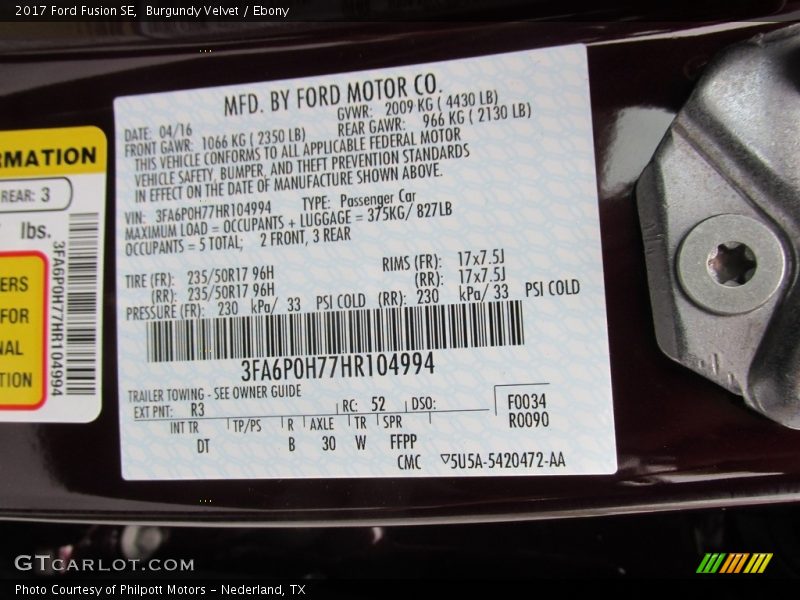 2017 Ford Fusion SE, Burgundy Velvet / Ebony
RMATION
REAR: 3
lbs.
ERS
FOR
NAL
TION
3FA6P0H77HR104994
MFD. BY FORD MOTOR CO.
DATE: 04/16 GVWR: 2009 KG ( 4430 LB)
FRONT GAWR: 1066 KG ( 2350 LB) REAR GAWR: 966 KG ( 2130 LB)
THIS VEHICLE CONFORMS TO ALL APPLICABLE FEDERAL MOTOR
VEHICLE SAFETY, BUMPER, AND THEFT PREVENTION STANDARDS
IN EFFECT ON THE DATE OF MANUFACTURE SHOWN ABOVE.
VIN: 3FA6P0H77HR104994 TYPE: Passenger Car
MAXIMUM LOAD = OCCUPANTS + LUGGAGE = 375KG/ 827LB
OCCUPANTS = 5 TOTAL; 2 FRONT, 3 REAR
TIRE (FR): 235/50R17 96H RIMS (FR): 17x7.5J
(RR): 235/50R17 96H (RR): 17x7.5J
PRESSURE (FR): 230 kPa/ 33 PSI COLD (RR): 230 kPa/ 33 PSI COLD
3FA6P0H77HR104994
TRAILER TOWING - SEE OWNER GUIDE
EXT PNT: R3 RC: 52 DSO: F0034
R0090
INT TR TP/PS R AXLE TR SPR
DT B 30 W FFPP
CMC ▽5U5A-5420472-AA
GTCARLOT.COM
Photo Courtesy of Philpott Motors - Nederland, TX